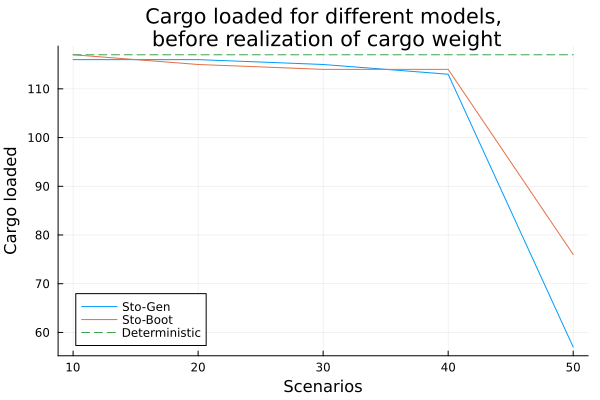 Cargo loaded for different models,
before realization of cargo weight
Cargo loaded
110
100
90
80
70
60
Sto-Gen
Sto-Boot
Deterministic
10
20
30
40
50
Scenarios